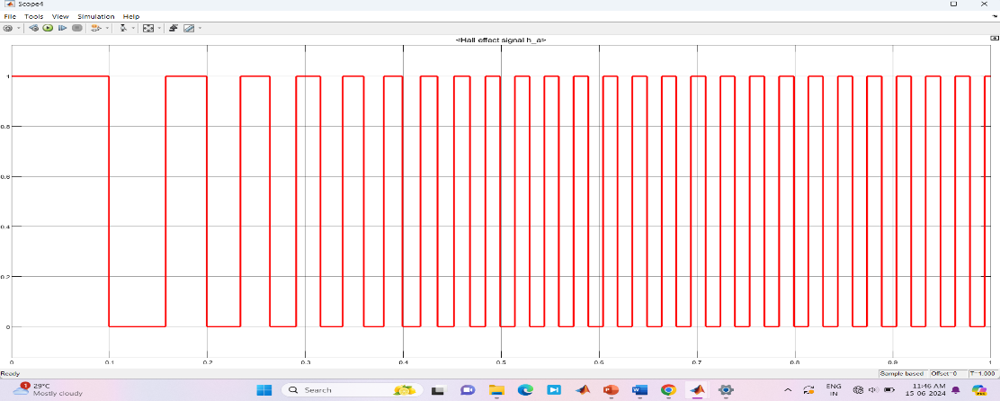 Scope4
File Tools View Simulation Help
<Hall effect signal h_a>
1
0.8
0.6
0.4
0.2
0
0 0.1 0.2 0.3 0.4 0.5 0.6 0.7 0.8 0.9 1
Ready
Sample based Offset=0 T=1.000
1
29°C
Mostly cloudy
Search
ENG
IN
11:46 AM
15-06-2024